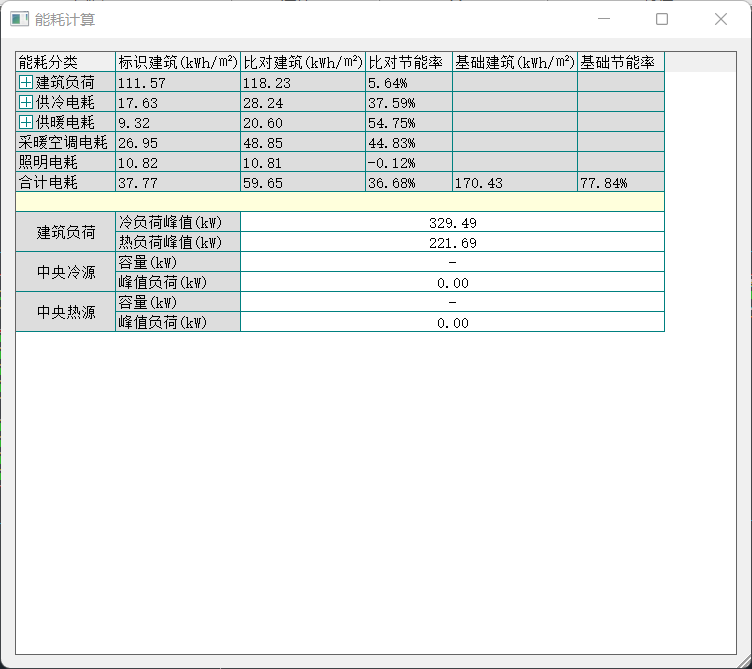 能耗计算
能耗分类 标识建筑(kWh/㎡) 比对建筑(kWh/㎡) 比对节能率 基础建筑(kWh/㎡) 基础节能率
建筑负荷 111.57 118.23 5.64%
供冷电耗 17.63 28.24 37.59%
供暖电耗 9.32 20.60 54.75%
采暖空调电耗 26.95 48.85 44.83%
照明电耗 10.82 10.81 -0.12%
合计电耗 37.77 59.65 36.68% 170.43 77.84%
建筑负荷 冷负荷峰值(kW) 329.49
热负荷峰值(kW) 221.69
中央冷源 容量(kW) -
峰值负荷(kW) 0.00
中央热源 容量(kW) -
峰值负荷(kW) 0.00